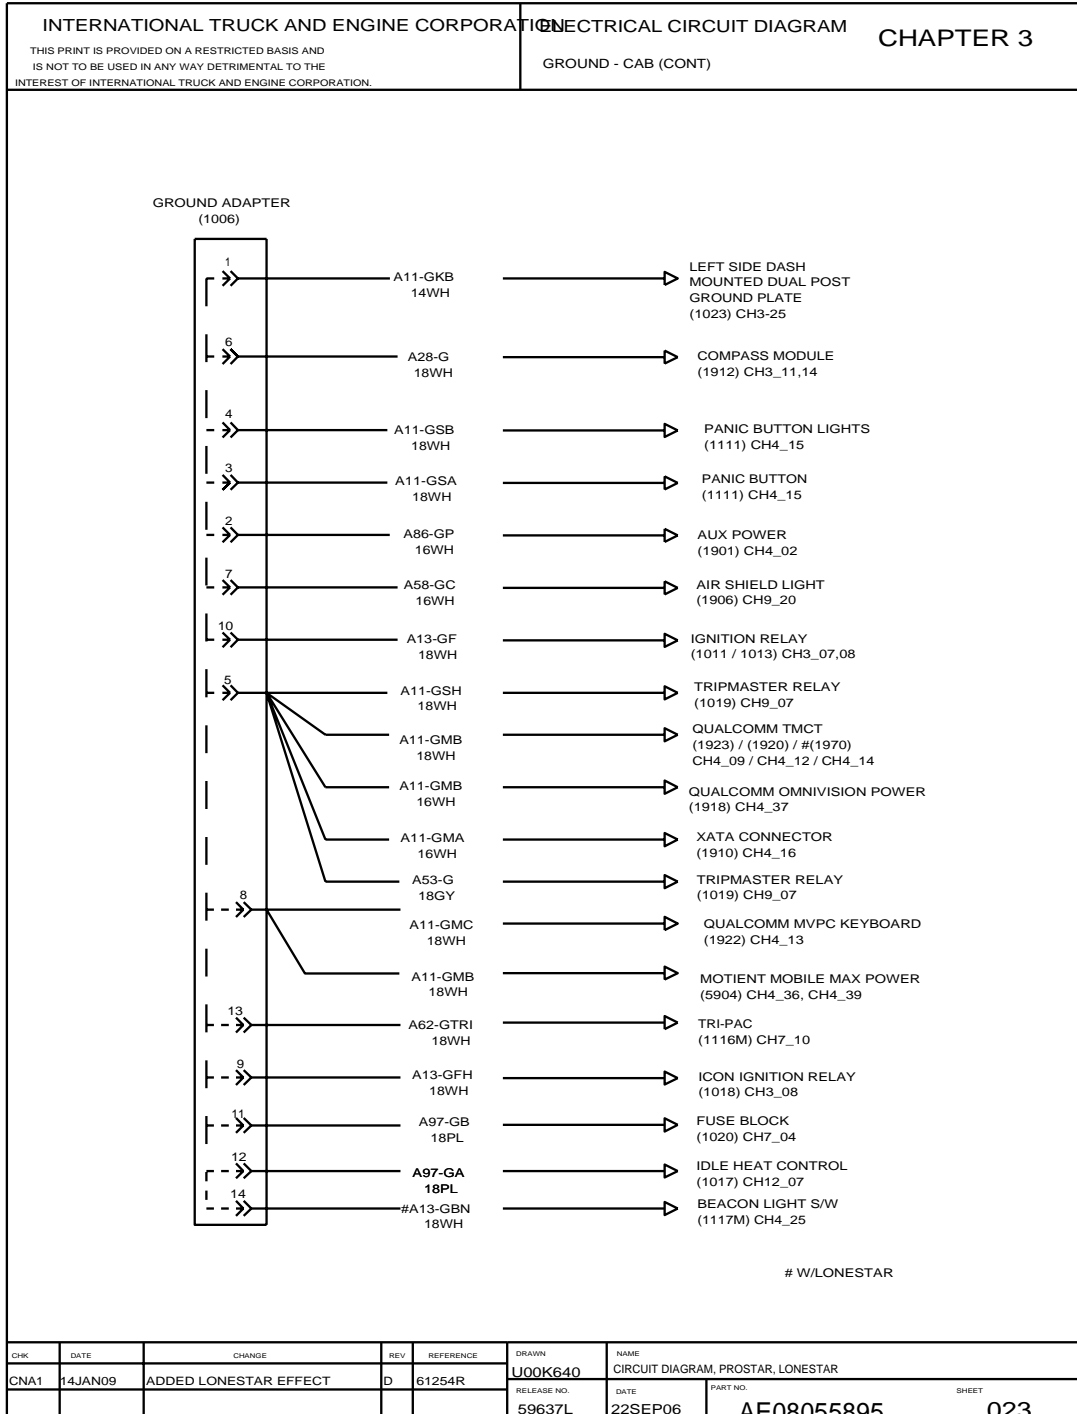 INTERNATIONAL TRUCK AND ENGINE CORPORATION
THIS PRINT IS PROVIDED ON A RESTRICTED BASIS AND
IS NOT TO BE USED IN ANY WAY DETRIMENTAL TO THE
INTEREST OF INTERNATIONAL TRUCK AND ENGINE CORPORATION.
ELECTRICAL CIRCUIT DIAGRAM
GROUND - CAB (CONT)
CHAPTER 3
GROUND ADAPTER
(1006)
1
A11-GKB
14WH
LEFT SIDE DASH
MOUNTED DUAL POST
GROUND PLATE
(1023) CH3-25
6
A28-G
18WH
COMPASS MODULE
(1912) CH3_11,14
4
A11-GSB
18WH
PANIC BUTTON LIGHTS
(1111) CH4_15
3
A11-GSA
18WH
PANIC BUTTON
(1111) CH4_15
2
A86-GP
16WH
AUX POWER
(1901) CH4_02
7
A58-GC
16WH
AIR SHIELD LIGHT
(1906) CH9_20
10
A13-GF
18WH
IGNITION RELAY
(1011 / 1013) CH3_07,08
5
A11-GSH
18WH
TRIPMASTER RELAY
(1019) CH9_07
A11-GMB
18WH
QUALCOMM TMCT
(1923) / (1920) / #(1970)
CH4_09 / CH4_12 / CH4_14
A11-GMB
16WH
QUALCOMM OMNIVISION POWER
(1918) CH4_37
A11-GMA
16WH
XATA CONNECTOR
(1910) CH4_16
A53-G
18GY
TRIPMASTER RELAY
(1019) CH9_07
8
A11-GMC
18WH
QUALCOMM MVPC KEYBOARD
(1922) CH4_13
A11-GMB
18WH
MOTIENT MOBILE MAX POWER
(5904) CH4_36, CH4_39
13
A62-GTRI
18WH
TRI-PAC
(1116M) CH7_10
9
A13-GFH
18WH
ICON IGNITION RELAY
(1018) CH3_08
11
A97-GB
18PL
FUSE BLOCK
(1020) CH7_04
12
A97-GA
18PL
IDLE HEAT CONTROL
(1017) CH12_07
14
#A13-GBN
18WH
BEACON LIGHT S/W
(1117M) CH4_25
# W/LONESTAR
CHK DATE CHANGE REV REFERENCE
CNA1 14JAN09 ADDED LONESTAR EFFECT D 61254R
DRAWN
U00K640
NAME
CIRCUIT DIAGRAM, PROSTAR, LONESTAR
RELEASE NO.
59637L
DATE
22SEP06
PART NO.
AE08055895
SHEET
023